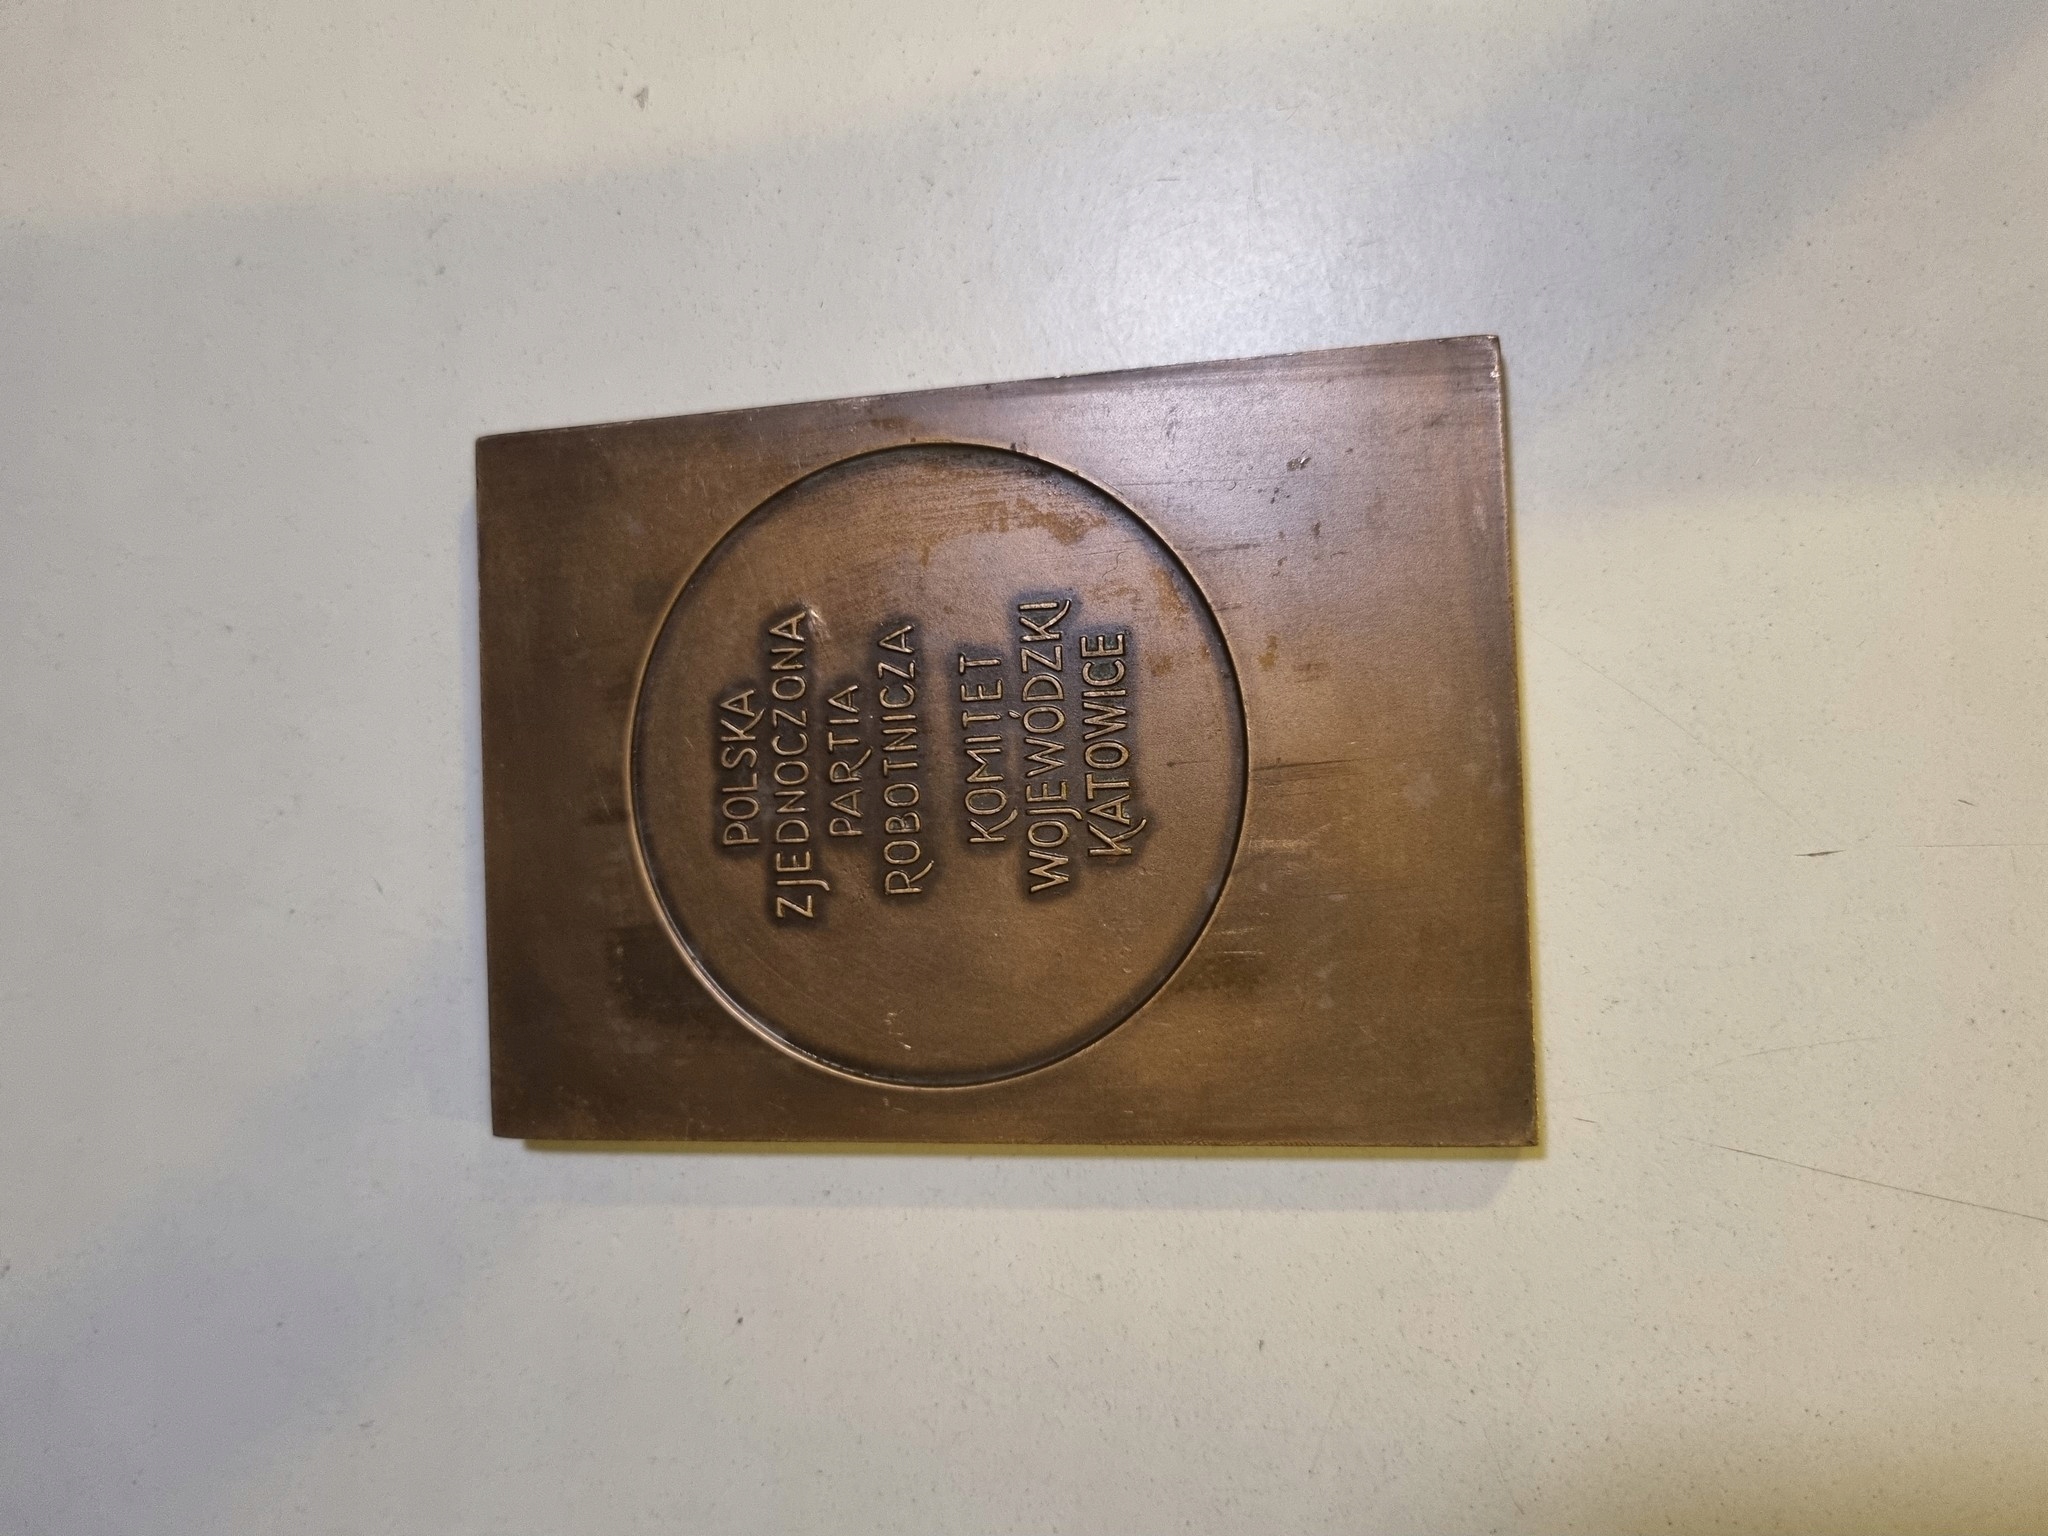 POLSKA
ZJEDNOCZONA
PARTIA
ROBOTNICZA
KOMITET
WOJEWÓDZKI
KATOWICE